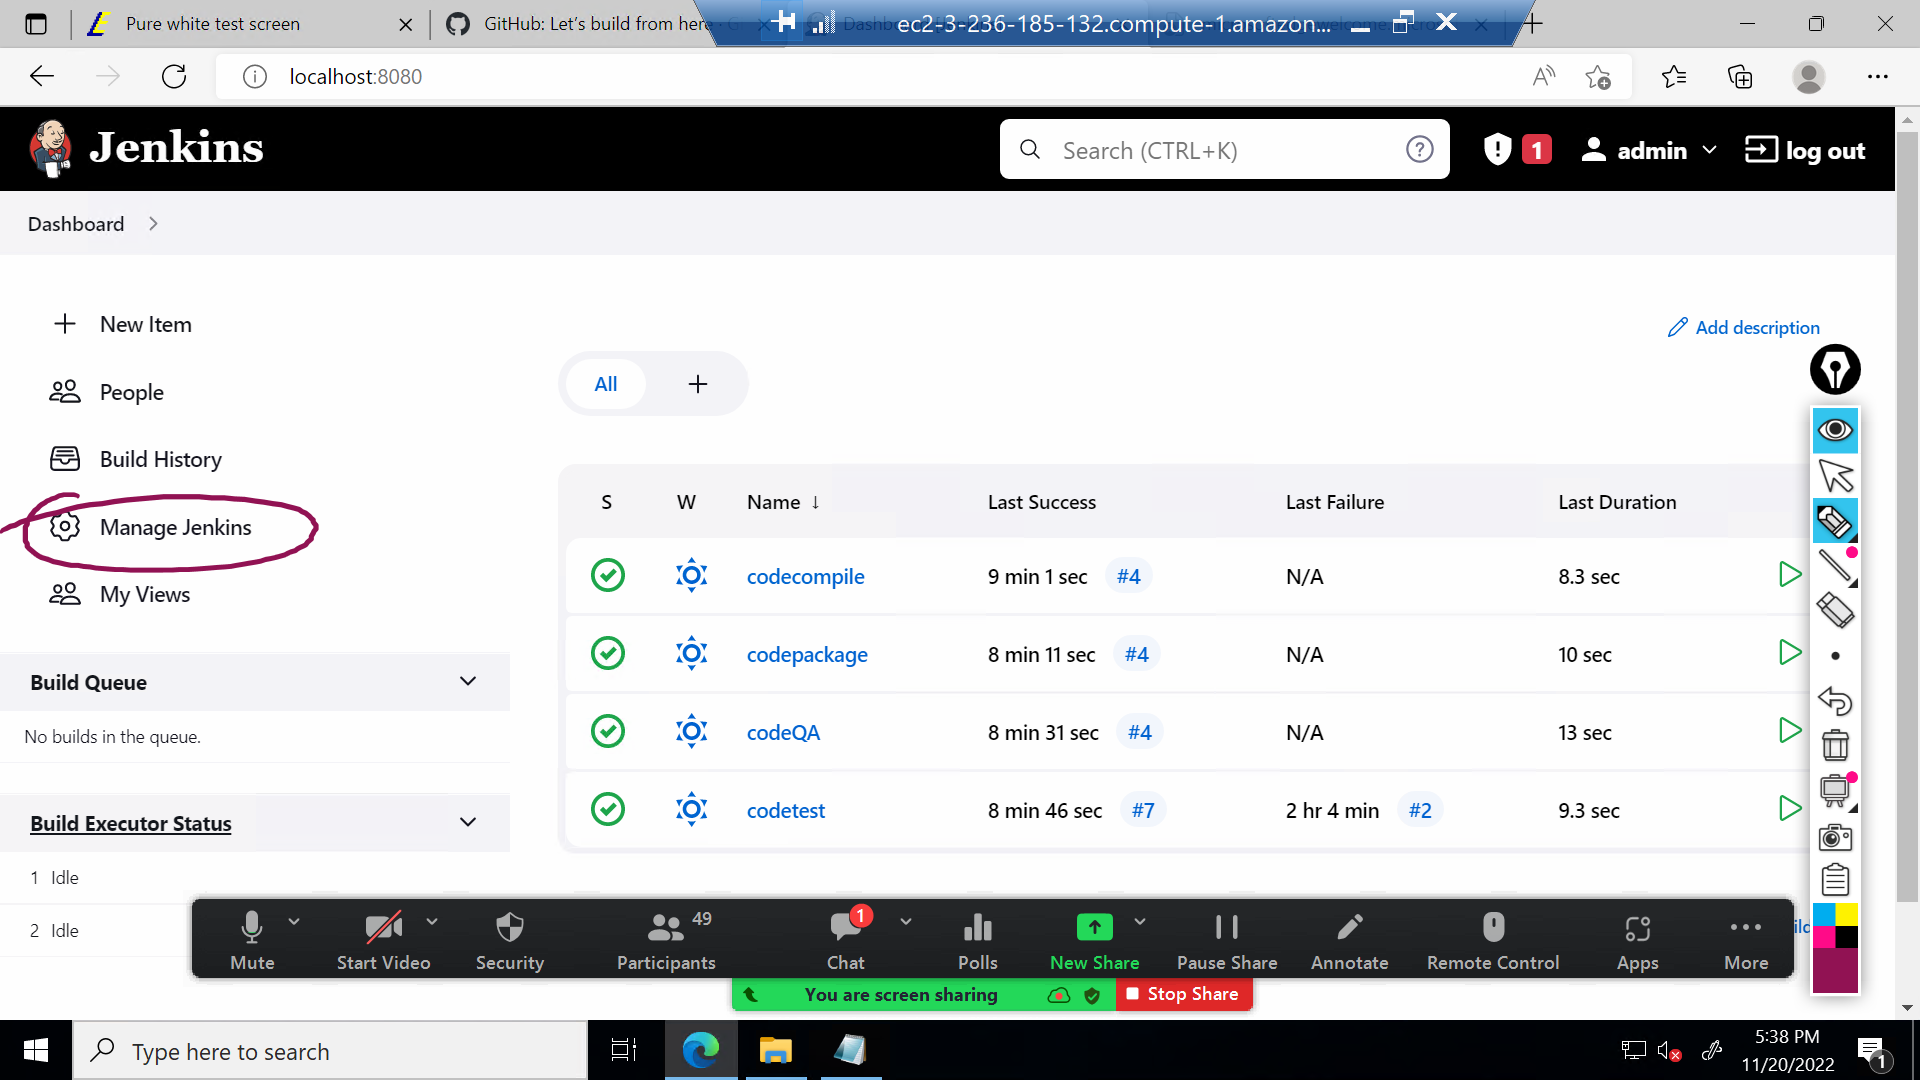 Pure white test screen
GitHub: Let's build from here · G
ec2-3-236-185-132.compute-1.amazon...
localhost:8080
Jenkins
Search (CTRL+K)
1
admin
log out
Dashboard
New Item
People
Build History
Manage Jenkins
My Views
Add description
All
S W Name ↓ Last Success Last Failure Last Duration
codecompile 9 min 1 sec #4 N/A 8.3 sec
codepackage 8 min 11 sec #4 N/A 10 sec
codeQA 8 min 31 sec #4 N/A 13 sec
codetest 8 min 46 sec #7 2 hr 4 min #2 9.3 sec
Build Queue
No builds in the queue.
Build Executor Status
1 Idle
2 Idle
49
1
Mute Start Video Security Participants Chat Polls New Share Pause Share Annotate Remote Control Apps More
You are screen sharing Stop Share
Type here to search
5:38 PM
11/20/2022
1